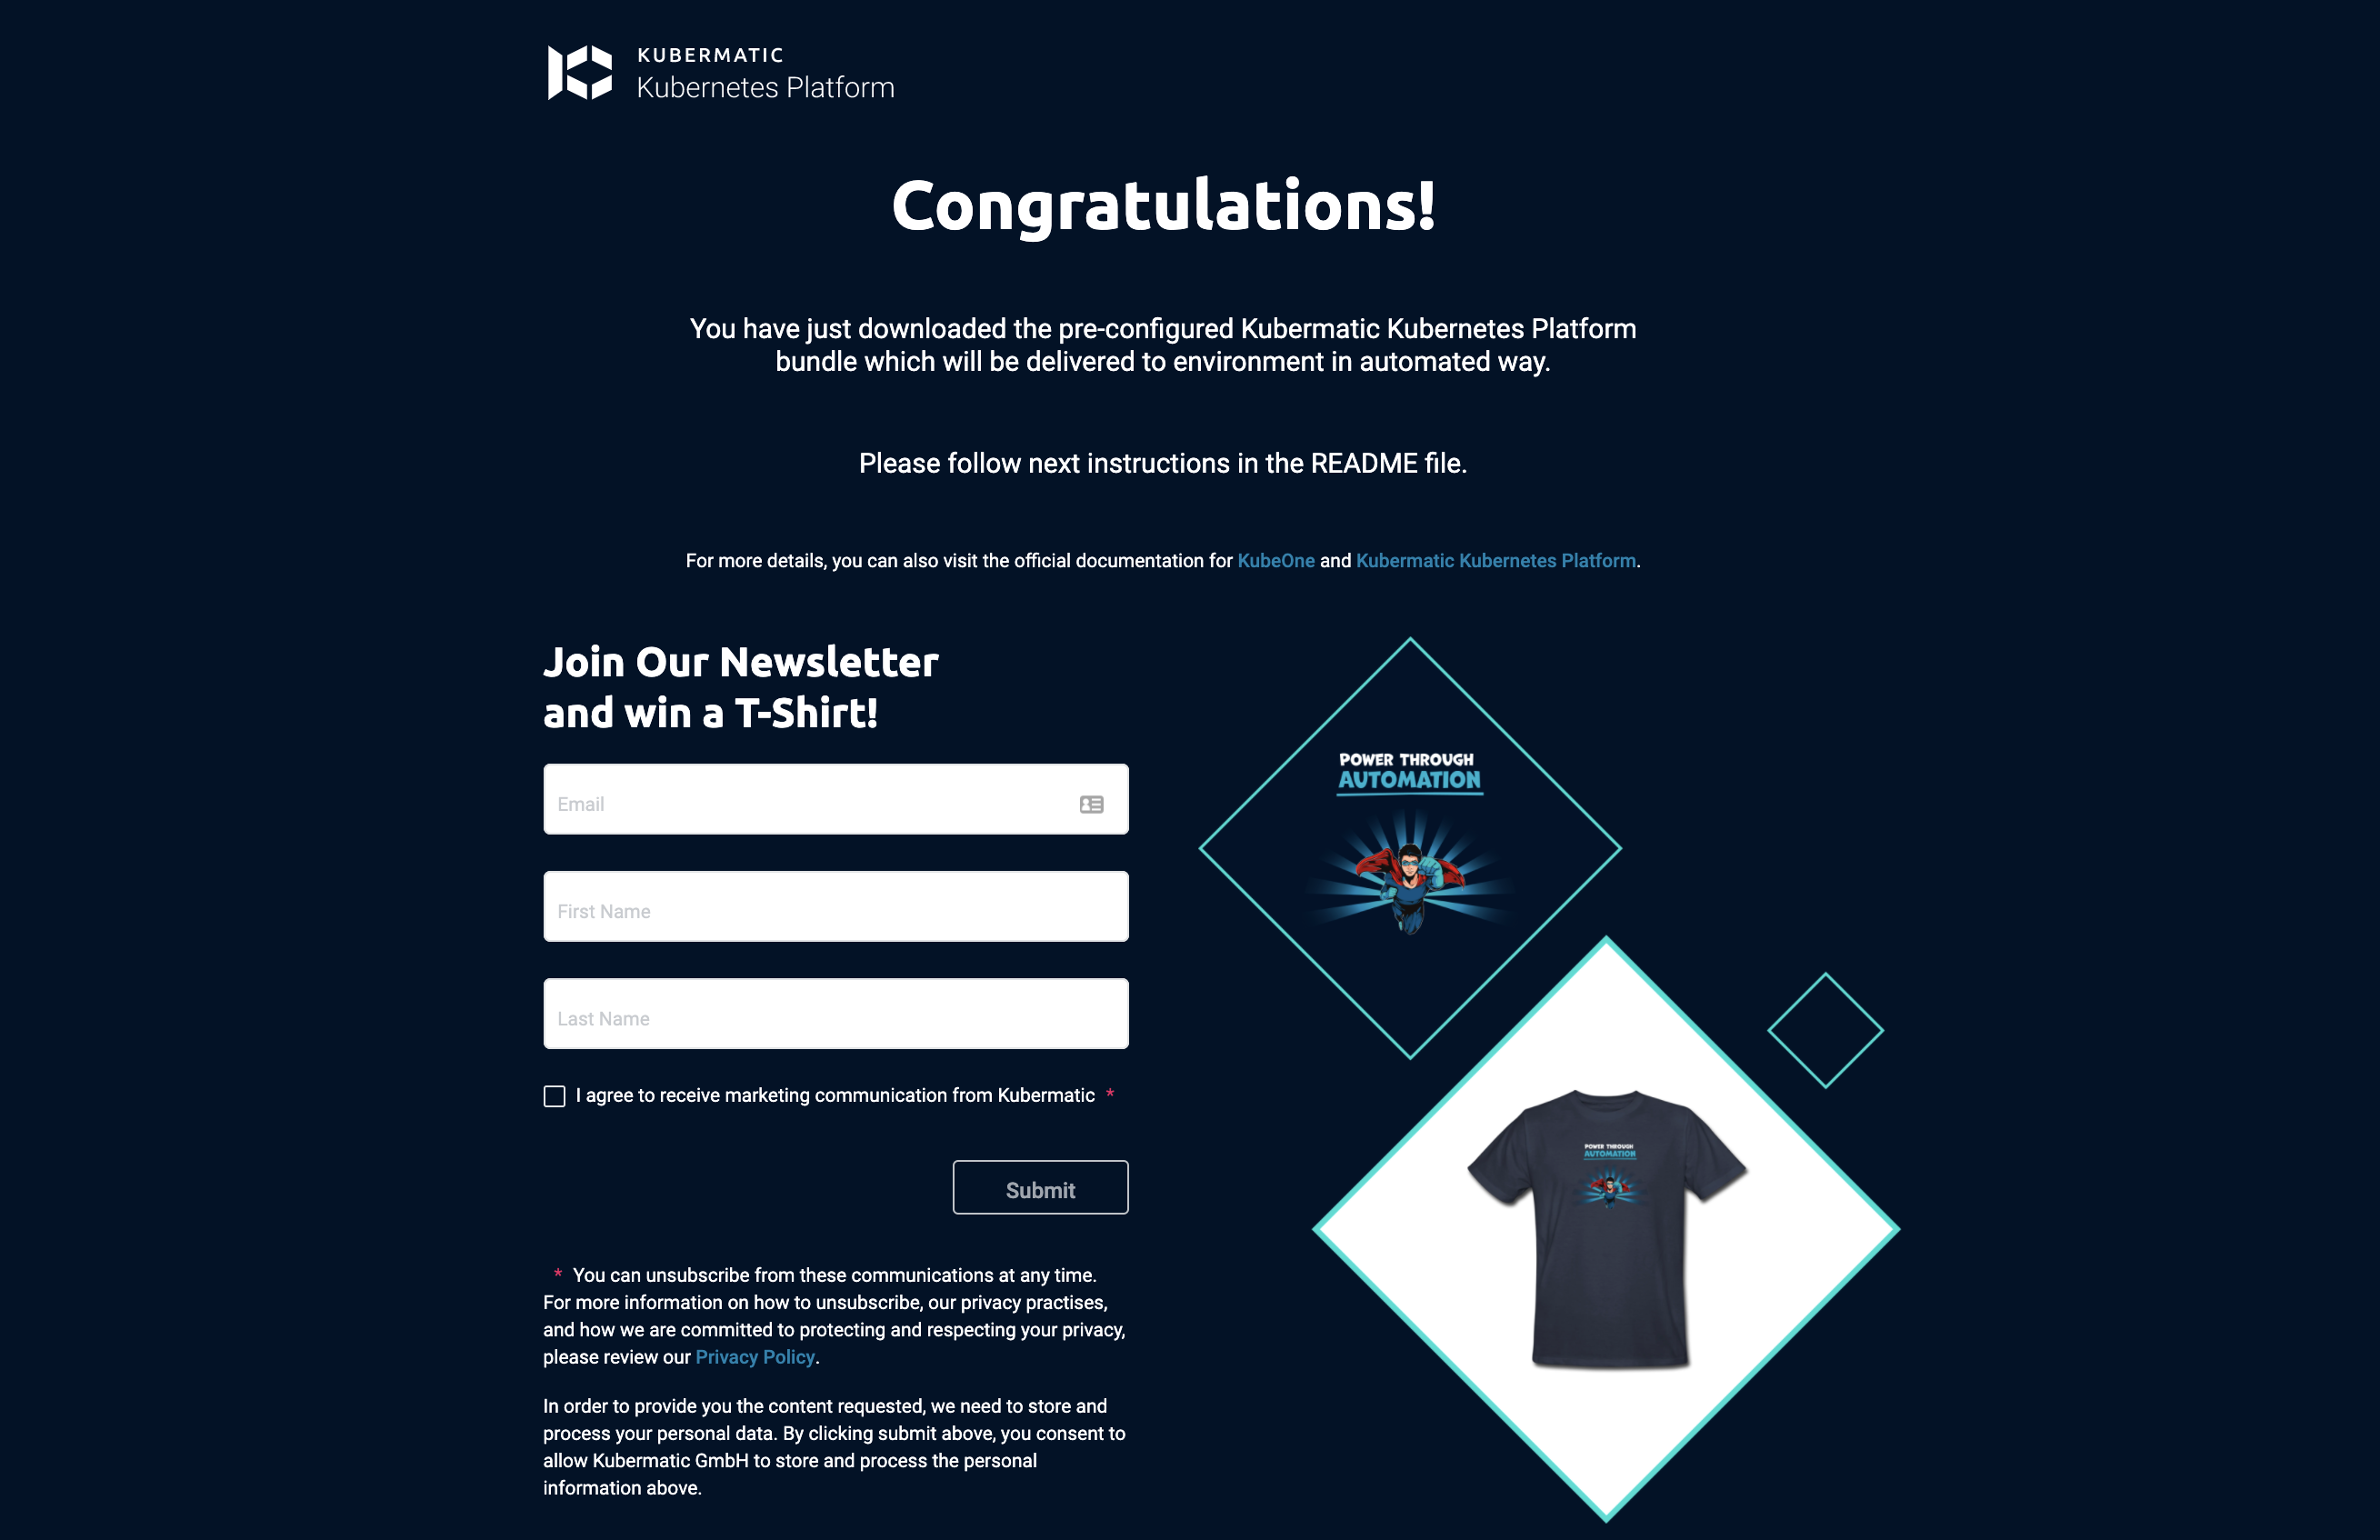 KUBERMATIC
Kubernetes Platform
Congratulations!
You have just downloaded the pre-configured Kubermatic Kubernetes Platform
bundle which will be delivered to environment in automated way.
Please follow next instructions in the README file.
For more details, you can also visit the official documentation for KubeOne and Kubermatic Kubernetes Platform.
Join Our Newsletter
and win a T-Shirt!
Email
First Name
Last Name
I agree to receive marketing communication from Kubermatic *
Submit
* You can unsubscribe from these communications at any time.
For more information on how to unsubscribe, our privacy practises,
and how we are committed to protecting and respecting your privacy,
please review our Privacy Policy.
In order to provide you the content requested, we need to store and
process your personal data. By clicking submit above, you consent to
allow Kubermatic GmbH to store and process the personal
information above.
POWER THROUGH
AUTOMATION
POWER THROUGH
AUTOMATION